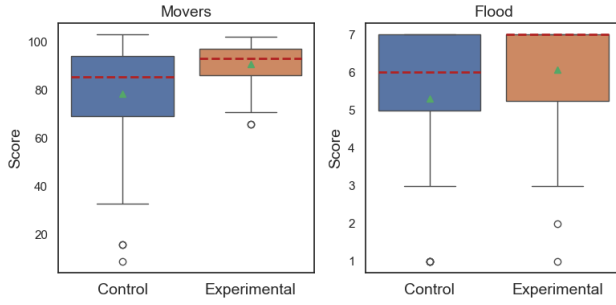 Movers
Score
100
80
60
40
20
Control
Experimental
Flood
Score
7
6
5
4
3
2
1
Control
Experimental